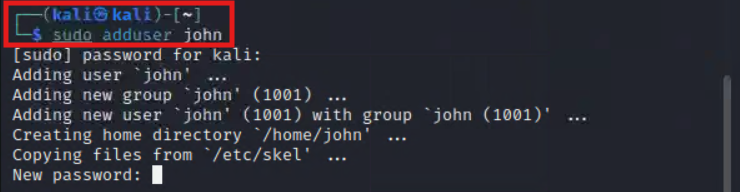 ┌──(kali㉿kali)-[~]
└─$ sudo adduser john
[sudo] password for kali:
Adding user `john' ...
Adding new group `john' (1001) ...
Adding new user `john' (1001) with group `john (1001)' ...
Creating home directory `/home/john' ...
Copying files from `/etc/skel' ...
New password: